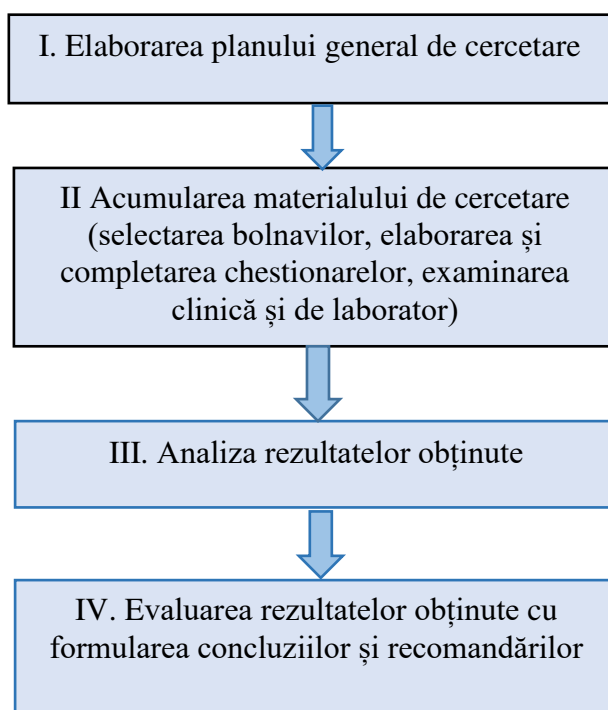 I. Elaborarea planului general de cercetare
II Acumularea materialului de cercetare
(selectarea bolnavilor, elaborarea și
completarea chestionarelor, examinarea
clinică și de laborator)
III. Analiza rezultatelor obținute
IV. Evaluarea rezultatelor obținute cu
formularea concluziilor și recomandărilor